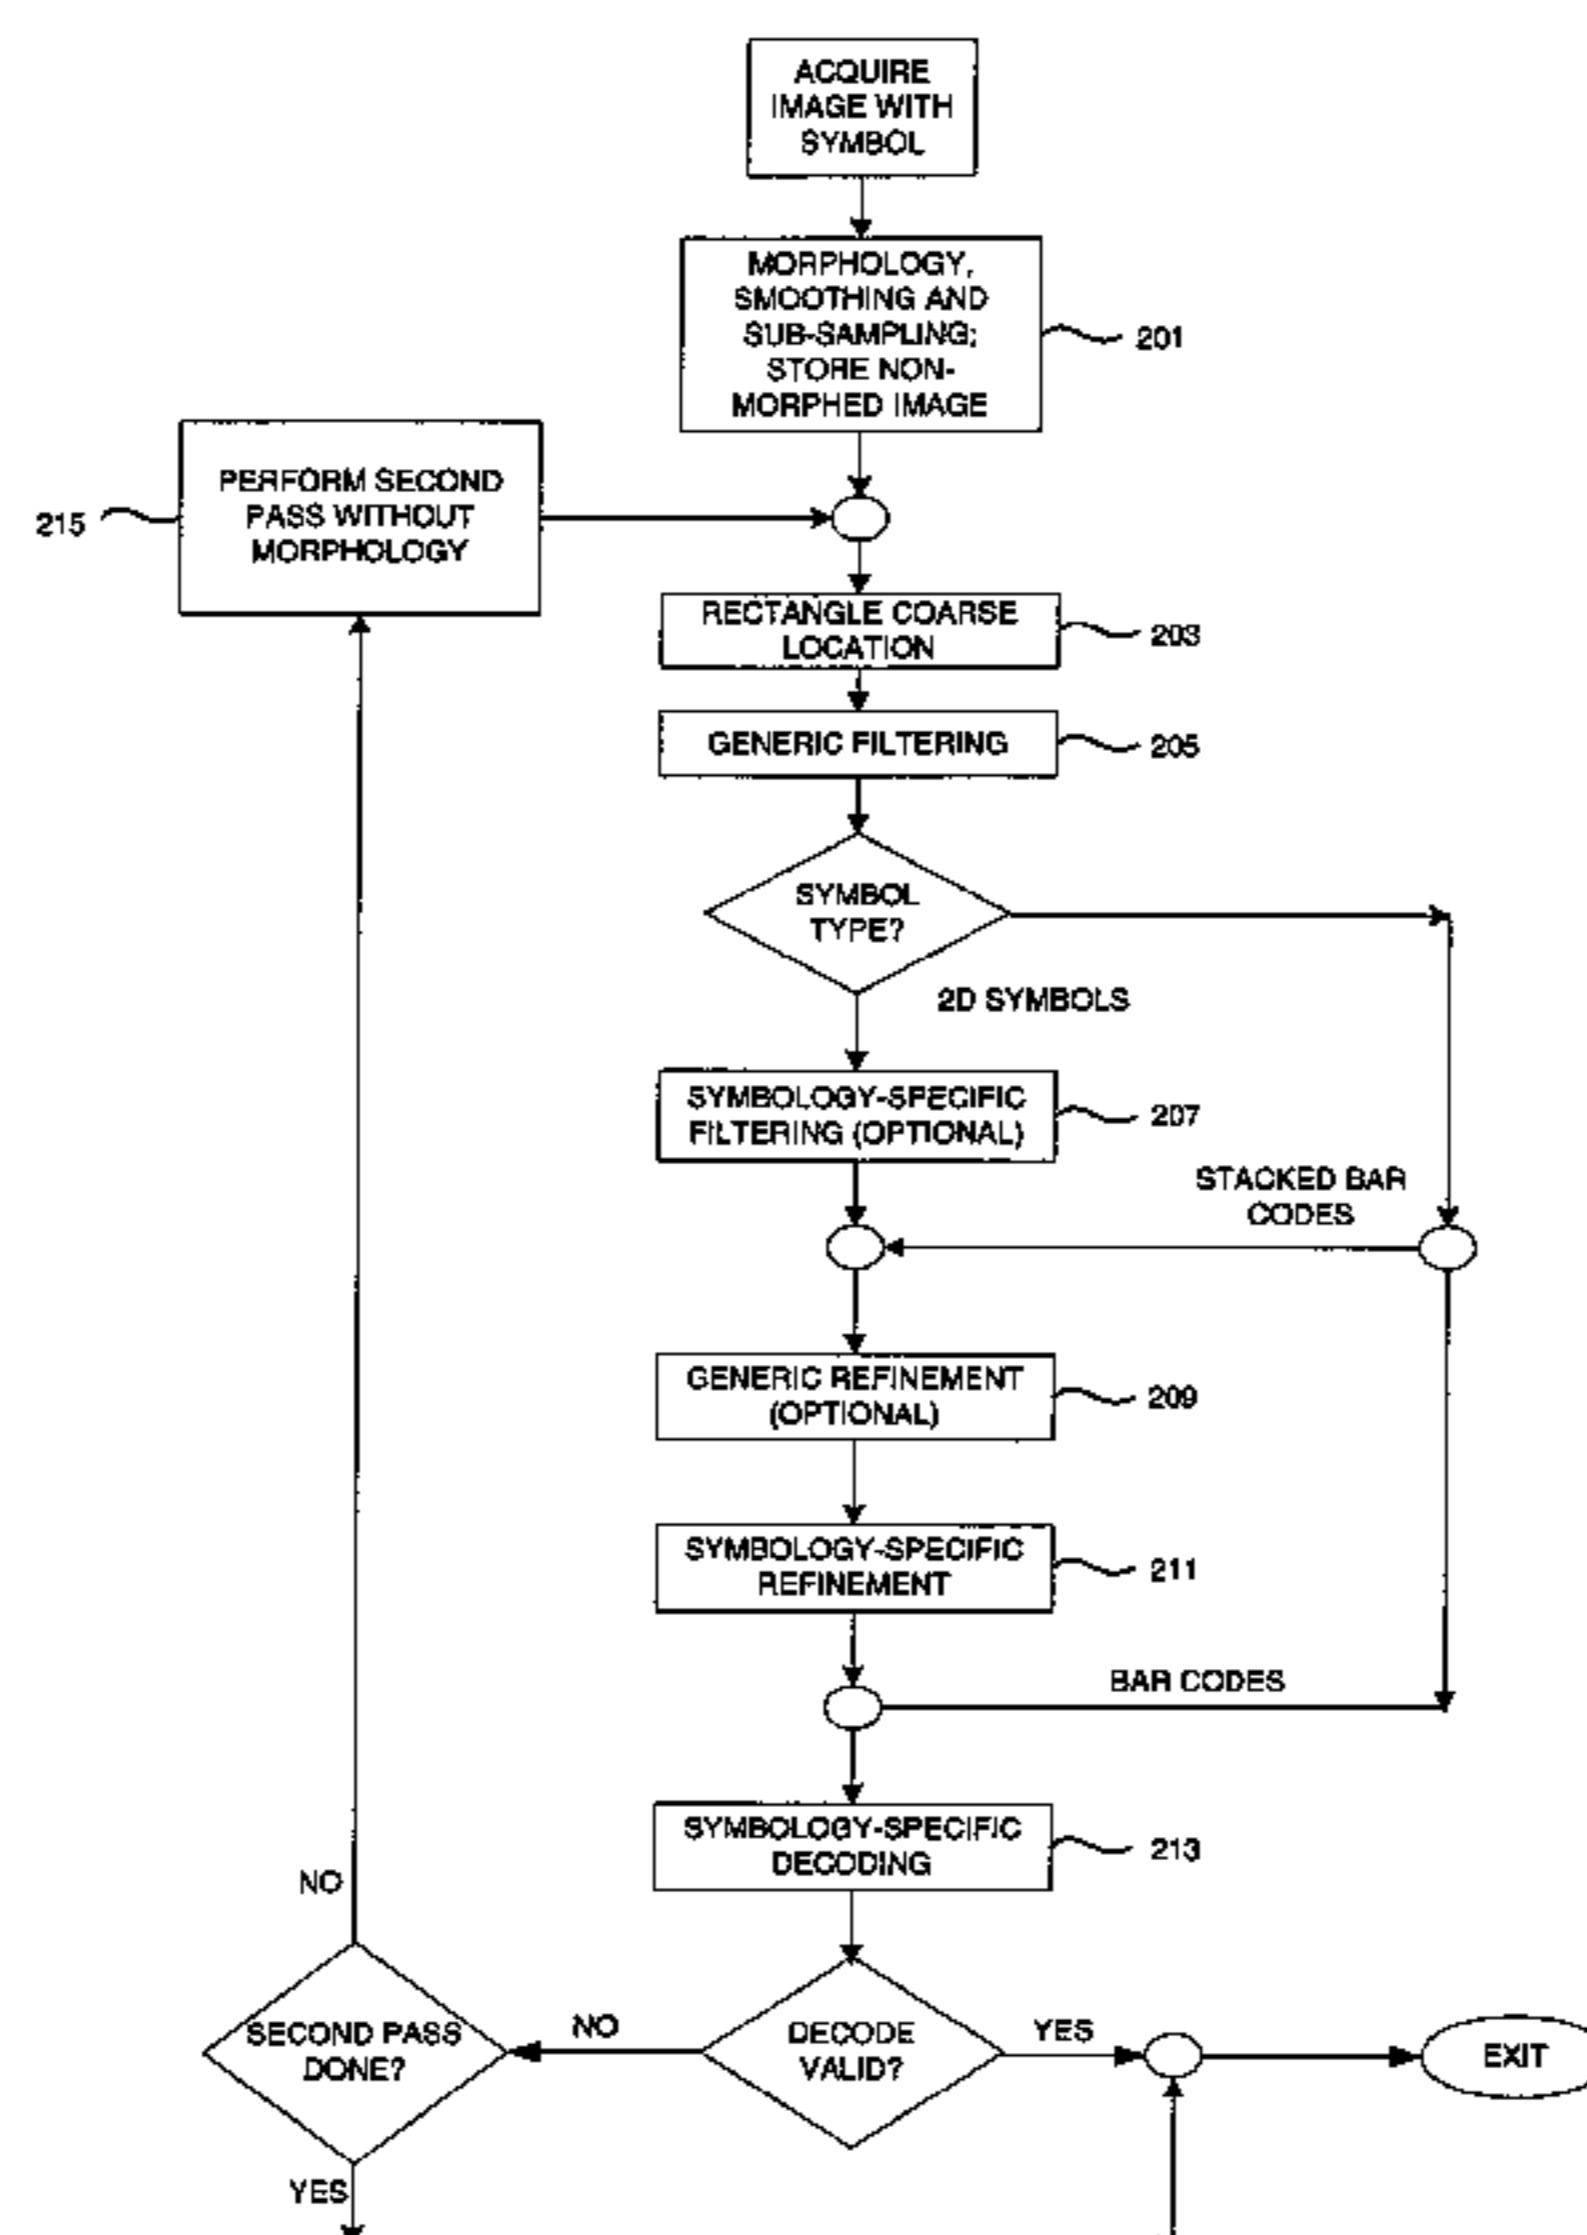 ACQUIRE
IMAGE WITH
SYMBOL
MORPHOLOGY,
SMOOTHING AND
SUB-SAMPLING;
STORE NON-
MORPHED IMAGE
201
PERFORM SECOND
PASS WITHOUT
MORPHOLOGY
215
RECTANGLE COARSE
LOCATION
203
GENERIC FILTERING
205
SYMBOL
TYPE?
2D SYMBOLS
SYMBOLOGY-SPECIFIC
FILTERING (OPTIONAL)
207
STACKED BAR
CODES
GENERIC REFINEMENT
(OPTIONAL)
209
SYMBOLOGY-SPECIFIC
REFINEMENT
211
BAR CODES
SYMBOLOGY-SPECIFIC
DECODING
213
NO
SECOND PASS
DONE?
NO
DECODE
VALID?
YES
EXIT
YES